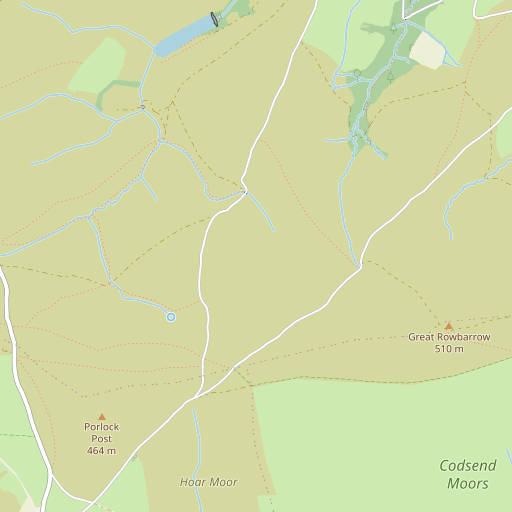 Great Rowbarrow
510 m
Porlock
Post
464 m
Codsend
Moors
Hoar Moor